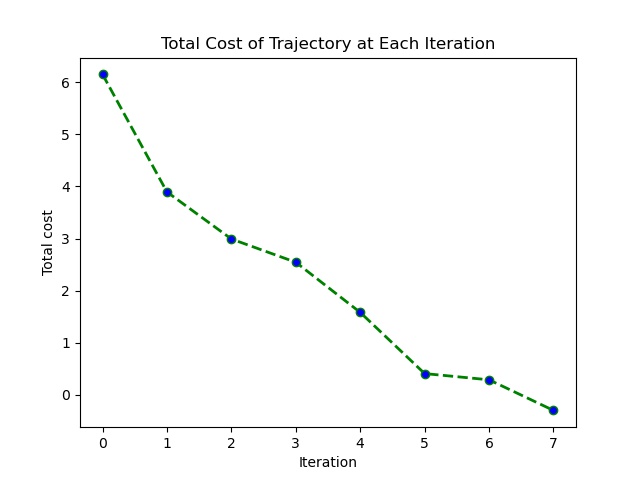 Total Cost of Trajectory at Each Iteration
6
5
4
3
2
1
0
Total cost
0 1 2 3 4 5 6 7
Iteration